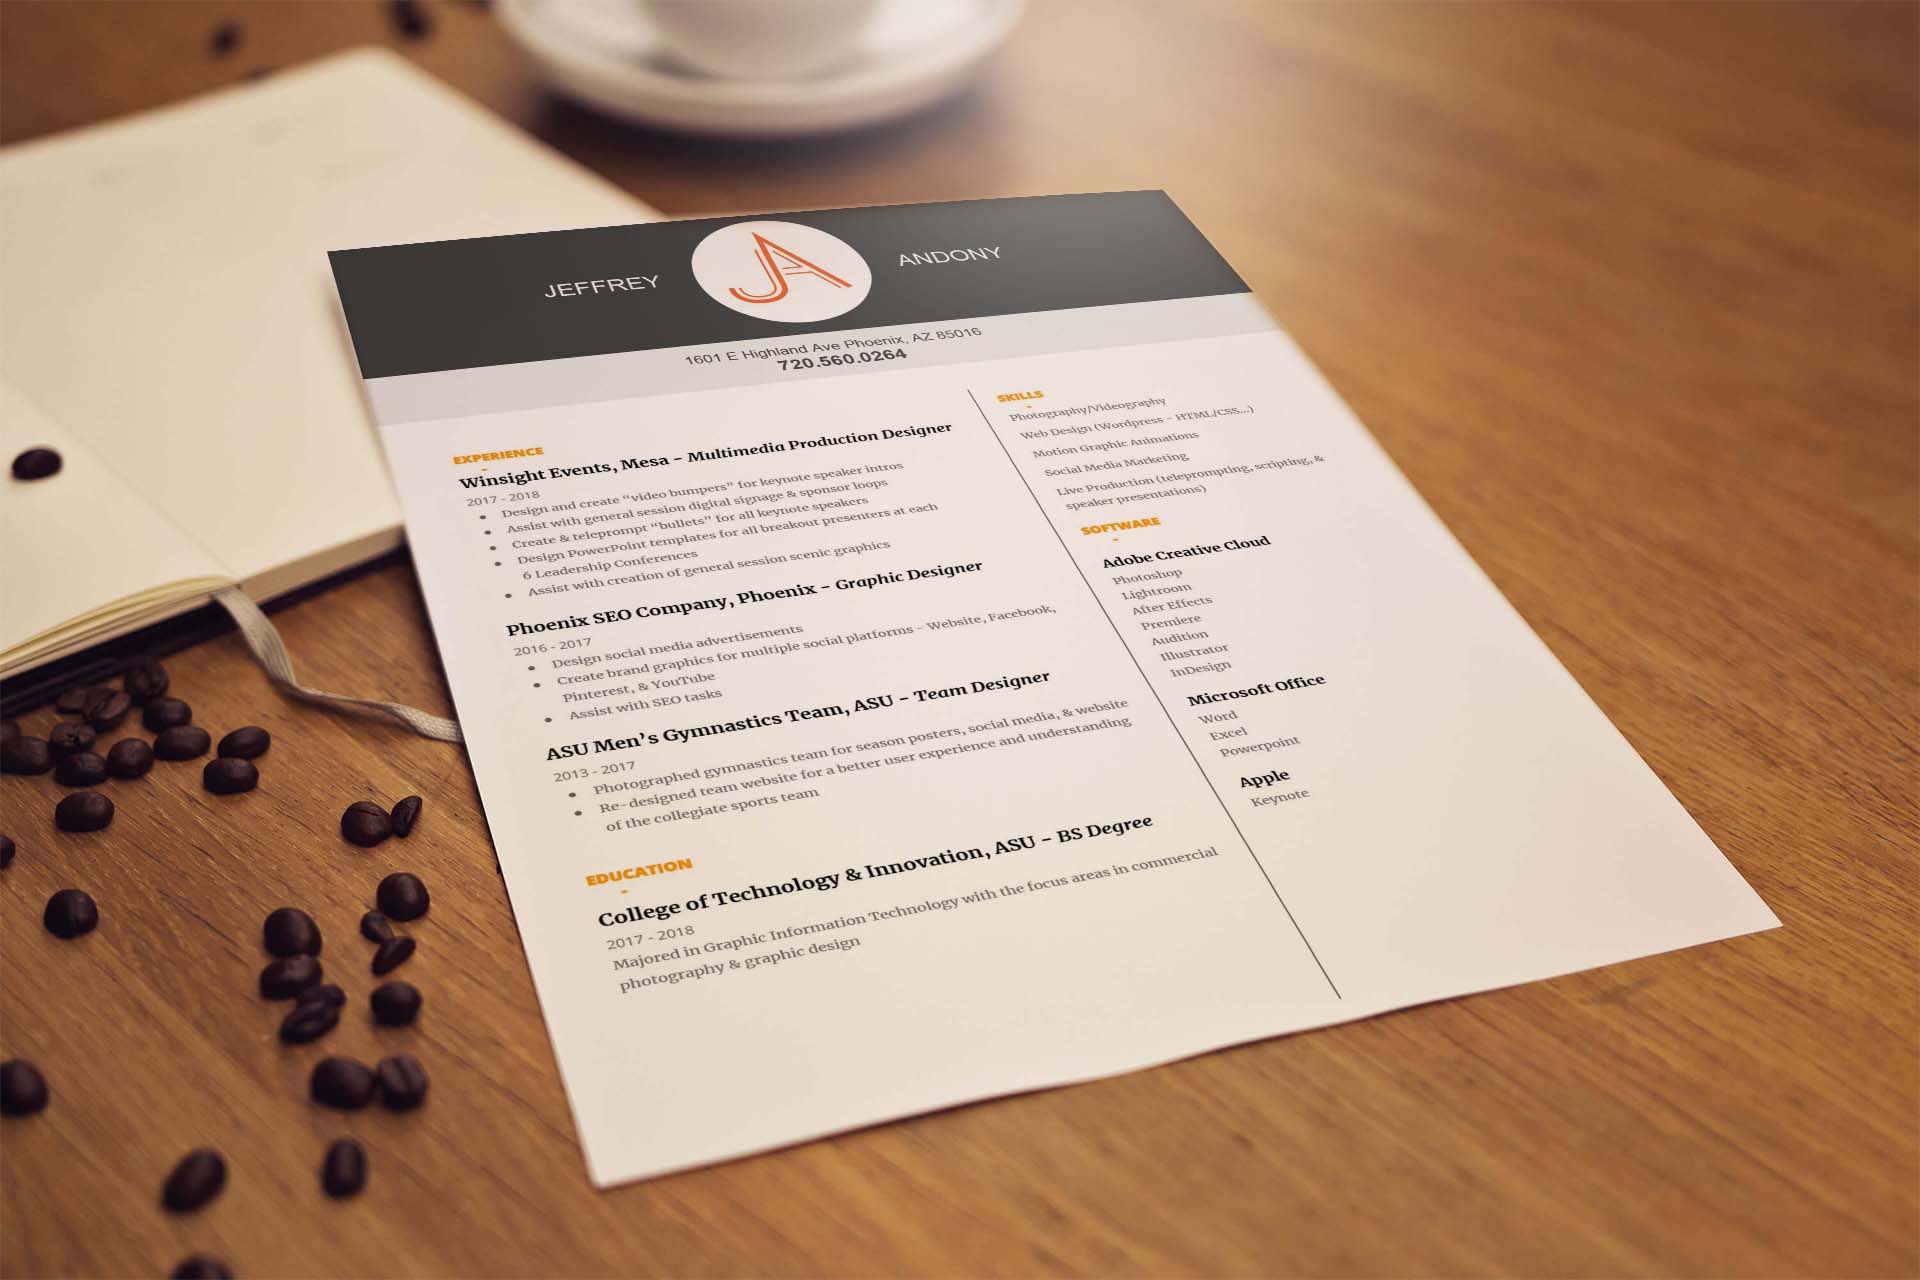 JEFFREY
JA
ANDONY
1601 E Highland Ave Phoenix, AZ 85016
720.560.0264
EXPERIENCE
Winsight Events, Mesa - Multimedia Production Designer
2017 - 2018
• Design and create “video bumpers” for keynote speaker intros
• Assist with general session digital signage & sponsor loops
• Create & teleprompt “bullets” for all keynote speakers
• Design PowerPoint templates for all breakout presenters at each
6 Leadership Conferences
• Assist with creation of general session scenic graphics
Phoenix SEO Company, Phoenix - Graphic Designer
2016 - 2017
• Design social media advertisements
• Create brand graphics for multiple social platforms - Website, Facebook,
Pinterest, & YouTube
• Assist with SEO tasks
ASU Men’s Gymnastics Team, ASU - Team Designer
2013 - 2017
• Photographed gymnastics team for season posters, social media, & website
• Re-designed team website for a better user experience and understanding
of the collegiate sports team
EDUCATION
College of Technology & Innovation, ASU - BS Degree
2017 - 2018
Majored in Graphic Information Technology with the focus areas in commercial
photography & graphic design
SKILLS
Photography/Videography
Web Design (Wordpress - HTML/CSS...)
Motion Graphic Animations
Social Media Marketing
Live Production (teleprompting, scripting, &
speaker presentations)
SOFTWARE
Adobe Creative Cloud
Photoshop
Lightroom
After Effects
Premiere
Audition
Illustrator
InDesign
Microsoft Office
Word
Excel
Powerpoint
Apple
Keynote